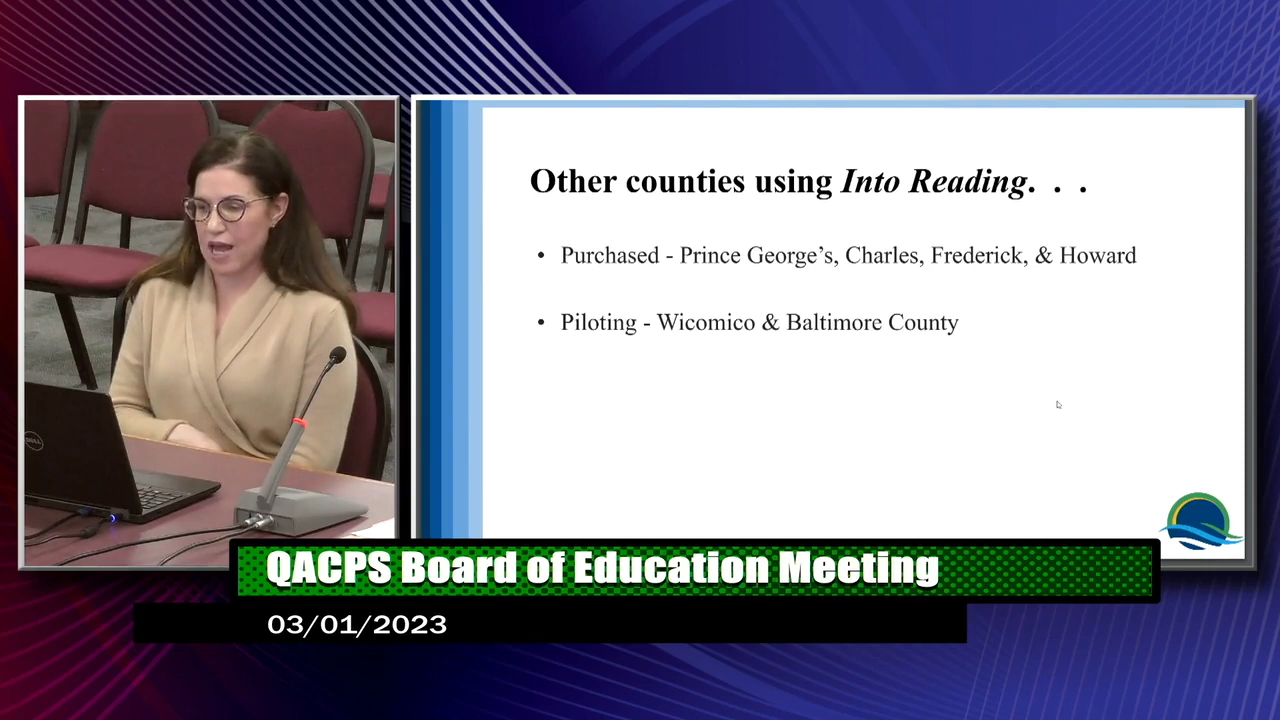 Other counties using Into Reading. . .
• Purchased - Prince George’s, Charles, Frederick, & Howard
• Piloting - Wicomico & Baltimore County
DELL
QACPS Board of Education Meeting
03/01/2023